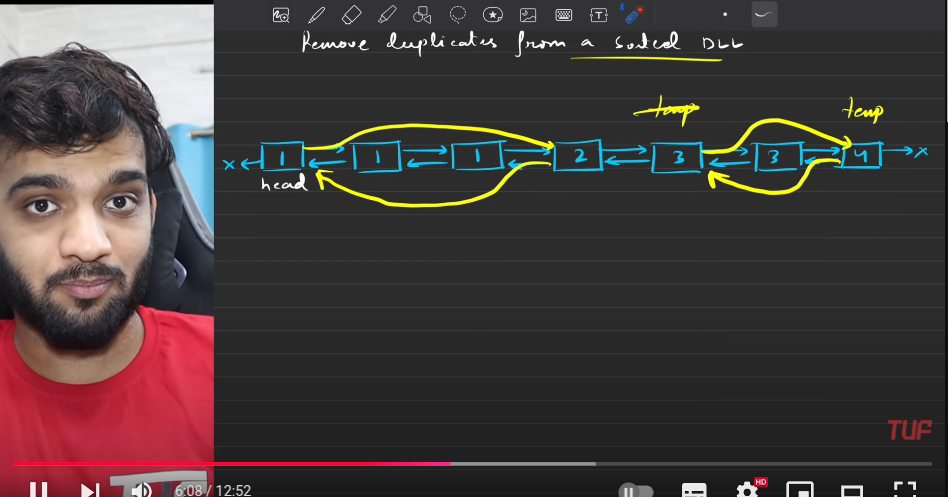 Remove duplicates from a sorted DLL
temp temp
x 1 1 1 2 3 3 4 x
head
TUF
6:08 / 12:52
HD